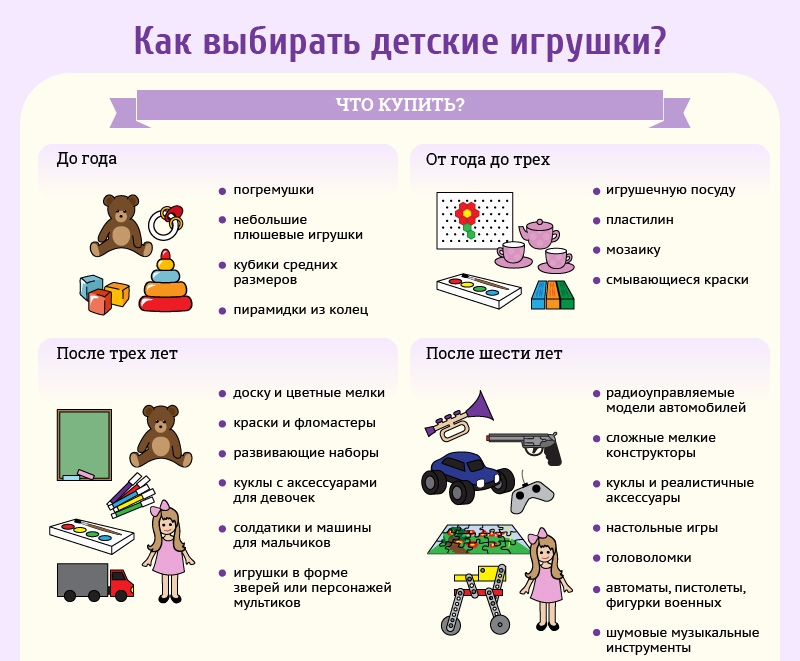 Как выбирать детские игрушки?
ЧТО КУПИТЬ?
До года
погремушки
небольшие
плюшевые игрушки
кубики средних
размеров
пирамидки из колец
От года до трех
игрушечную посуду
пластилин
мозаику
смывающиеся краски
После трех лет
доску и цветные мелки
краски и фломастеры
развивающие наборы
куклы с аксессуарами
для девочек
солдатики и машины
для мальчиков
игрушки в форме
зверей или персонажей
мультиков
После шести лет
радиоуправляемые
модели автомобилей
сложные мелкие
конструкторы
куклы и реалистичные
аксессуары
настольные игры
головоломки
автоматы, пистолеты,
фигурки военных
шумовые музыкальные
инструменты